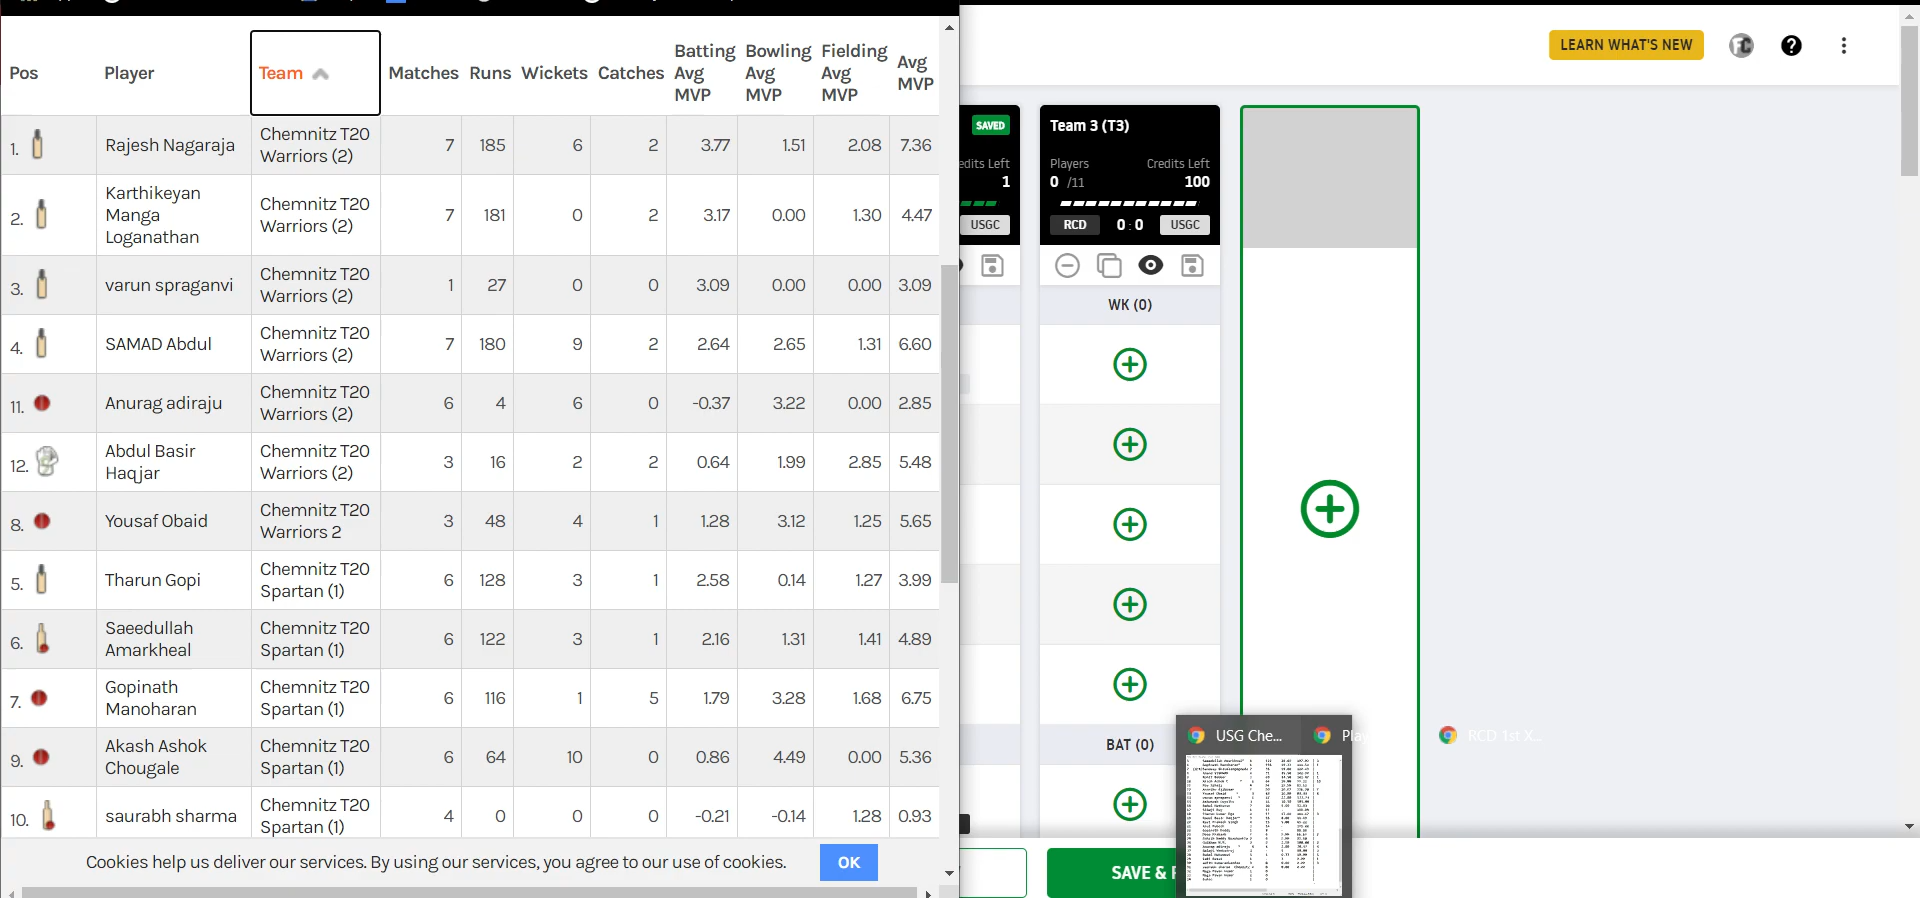 Pos Player Team Matches Runs Wickets Catches Batting Avg MVP Bowling Avg MVP Fielding Avg MVP Avg MVP
1. Rajesh Nagaraja Chemnitz T20 Warriors (2) 7 185 6 2 3.77 1.51 2.08 7.36
2. Karthikeyan Manga Loganathan Chemnitz T20 Warriors (2) 7 181 0 2 3.17 0.00 1.30 4.47
3. varun spraganvi Chemnitz T20 Warriors (2) 1 27 0 0 3.09 0.00 0.00 3.09
4. SAMAD Abdul Chemnitz T20 Warriors (2) 7 180 9 2 2.64 2.65 1.31 6.60
11. Anurag adiraju Chemnitz T20 Warriors (2) 6 4 6 0 -0.37 3.22 0.00 2.85
12. Abdul Basir Haqjar Chemnitz T20 Warriors (2) 3 16 2 2 0.64 1.99 2.85 5.48
8. Yousaf Obaid Chemnitz T20 Warriors 2 3 48 4 1 1.28 3.12 1.25 5.65
5. Tharun Gopi Chemnitz T20 Spartan (1) 6 128 3 1 2.58 0.14 1.27 3.99
6. Saeedullah Amarkheal Chemnitz T20 Spartan (1) 6 122 3 1 2.16 1.31 1.41 4.89
7. Gopinath Manoharan Chemnitz T20 Spartan (1) 6 116 1 5 1.79 3.28 1.68 6.75
9. Akash Ashok Chougale Chemnitz T20 Spartan (1) 6 64 10 0 0.86 4.49 0.00 5.36
10. saurabh sharma Chemnitz T20 Spartan (1) 4 0 0 0 -0.21 -0.14 1.28 0.93
Cookies help us deliver our services. By using our services, you agree to our use of cookies. OK
LEARN WHAT'S NEW
FC
?
SAVED
edits Left
1
USGC
Team 3 (T3)
Players Credits Left
0 /11 100
RCD 0 : 0 USGC
WK (0)
BAT (0)
USG Che... Pla RCD 1st X...
SAVE &